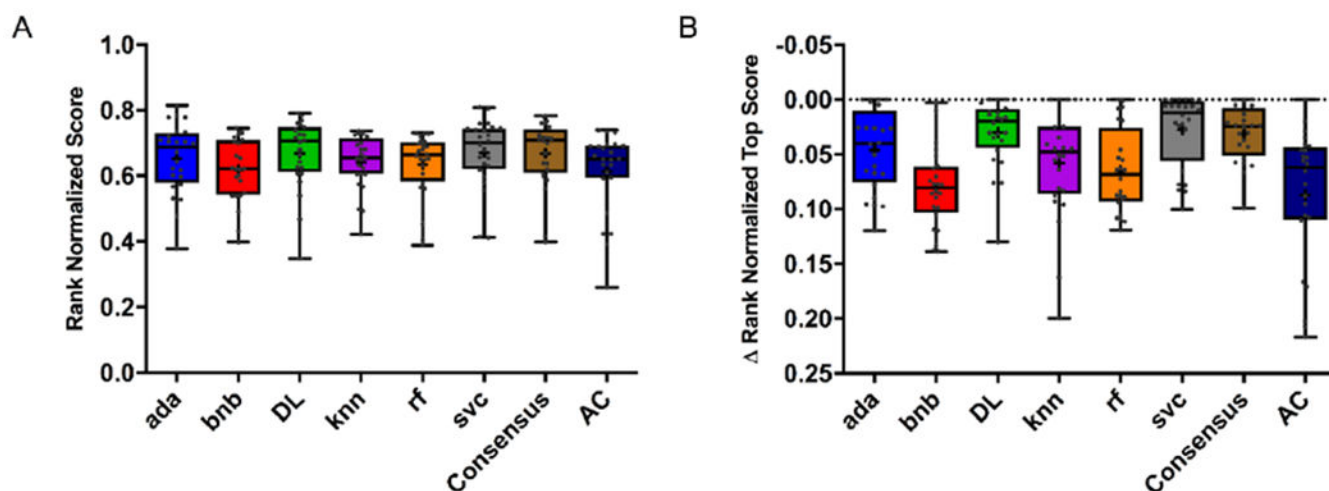 A
Rank Normalized Score
1.0
0.8
0.6
0.4
0.2
0.0
ada
bnb
DL
knn
rf
svc
Consensus
AC
B
Δ Rank Normalized Top Score
-0.05
0.00
0.05
0.10
0.15
0.20
0.25
ada
bnb
DL
knn
rf
svc
Consensus
AC